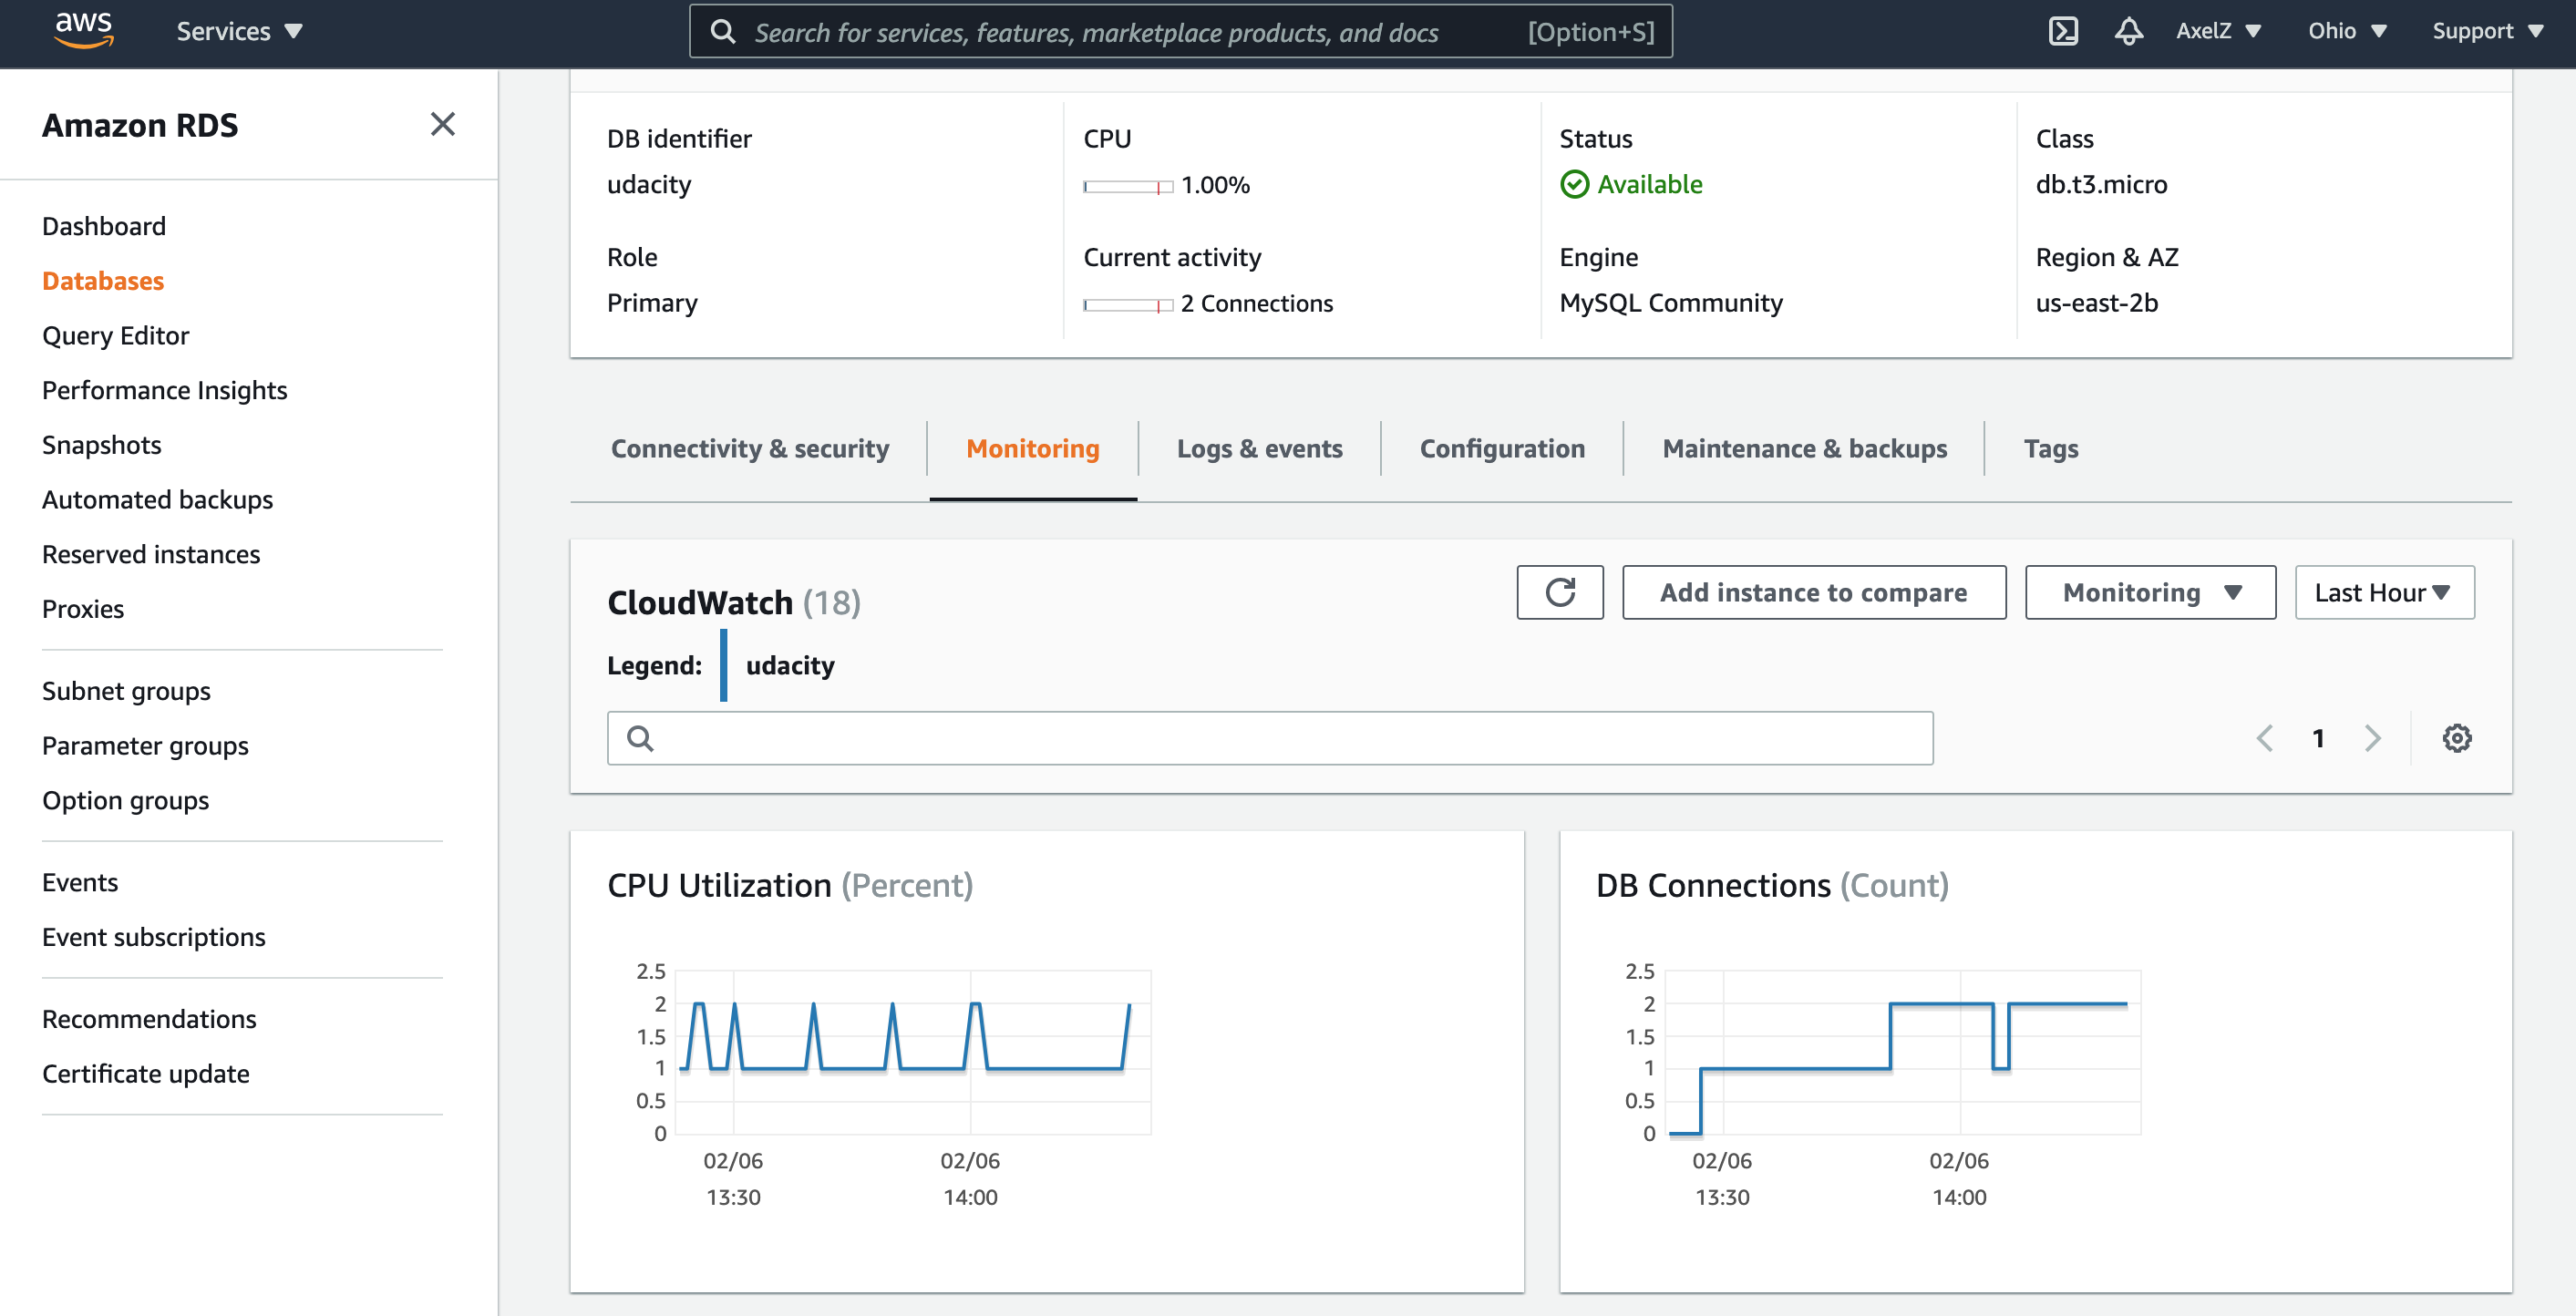 aws
Services
Search for services, features, marketplace products, and docs [Option+S]
AxelZ
Ohio
Support
Amazon RDS
Dashboard
Databases
Query Editor
Performance Insights
Snapshots
Automated backups
Reserved instances
Proxies
Subnet groups
Parameter groups
Option groups
Events
Event subscriptions
Recommendations
Certificate update
DB identifier
udacity
CPU
1.00%
Status
Available
Class
db.t3.micro
Role
Primary
Current activity
2 Connections
Engine
MySQL Community
Region & AZ
us-east-2b
Connectivity & security
Monitoring
Logs & events
Configuration
Maintenance & backups
Tags
CloudWatch (18)
Add instance to compare
Monitoring
Last Hour
Legend: udacity
1
CPU Utilization (Percent)
2.5
2
1.5
1
0.5
0
02/06
13:30
02/06
14:00
DB Connections (Count)
2.5
2
1.5
1
0.5
0
02/06
13:30
02/06
14:00